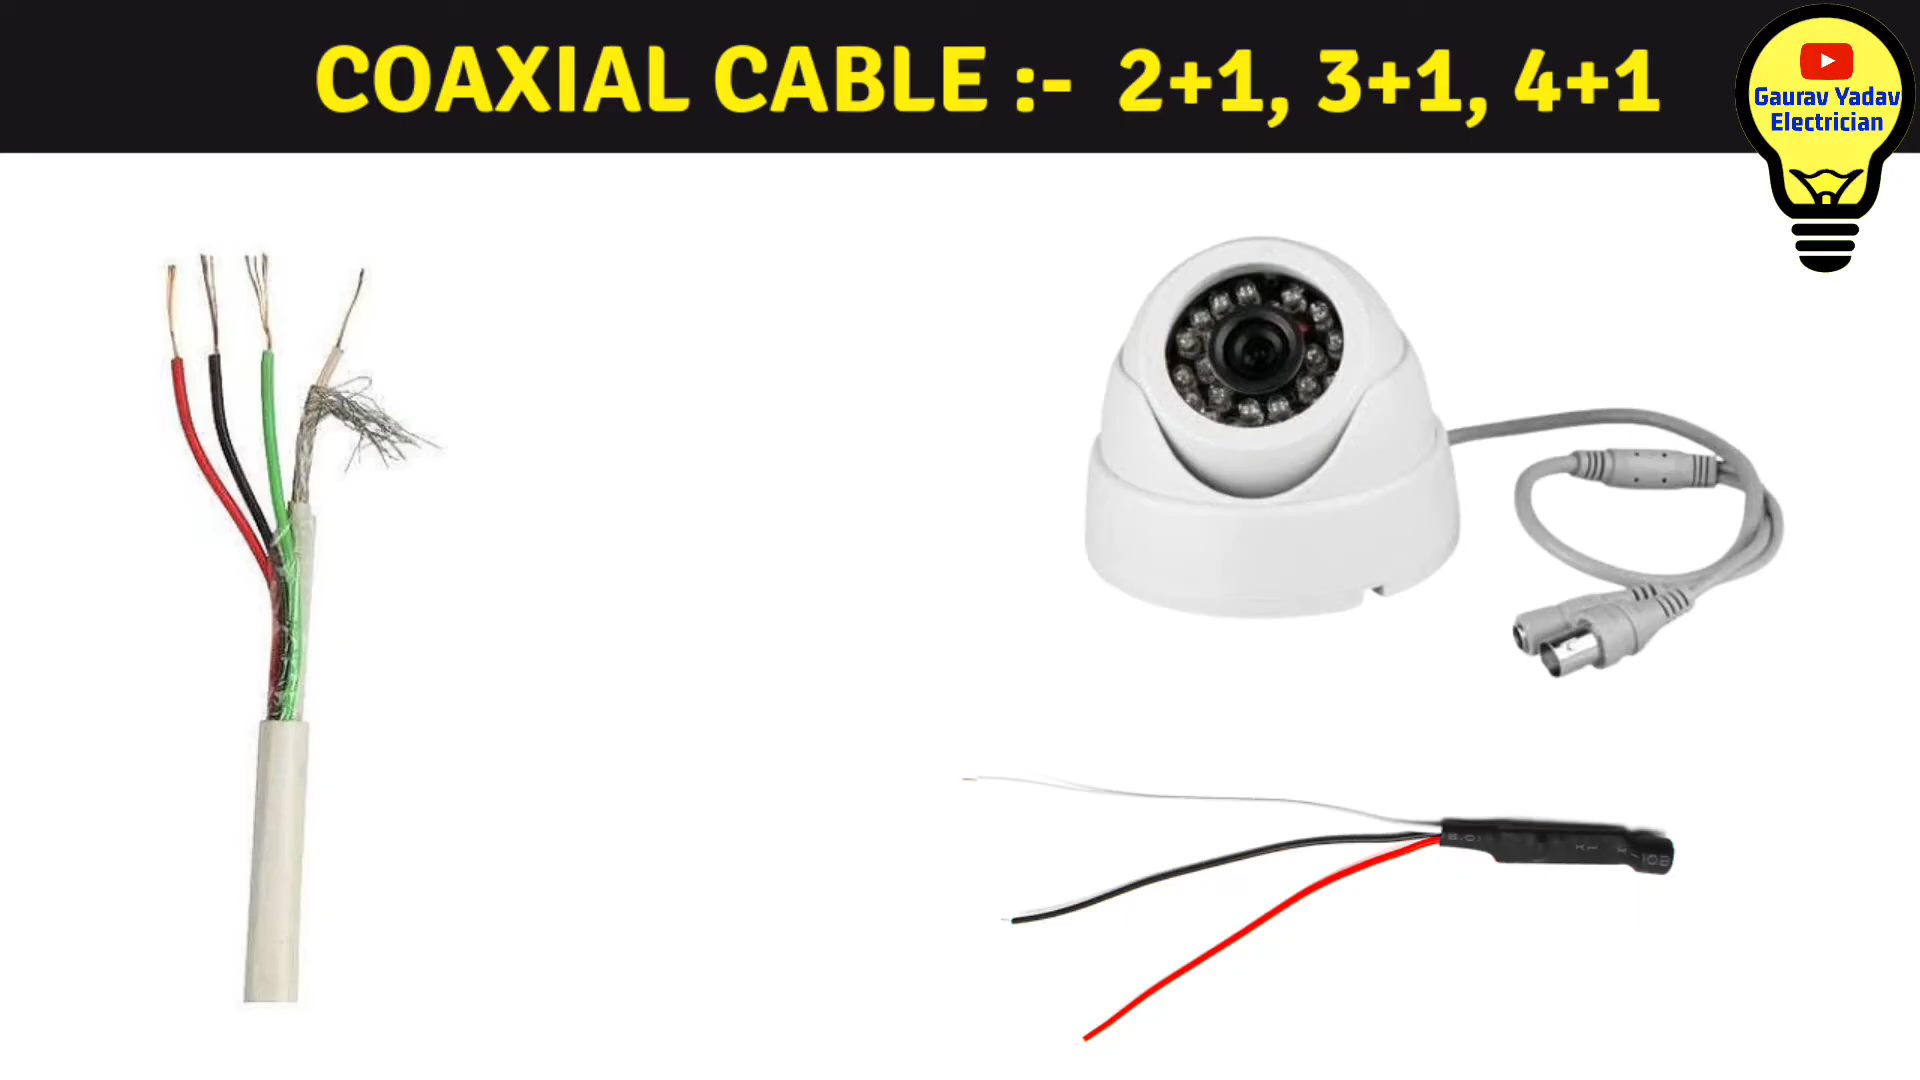 COAXIAL CABLE :- 2+1, 3+1, 4+1
Gaurav Yadav
Electrician